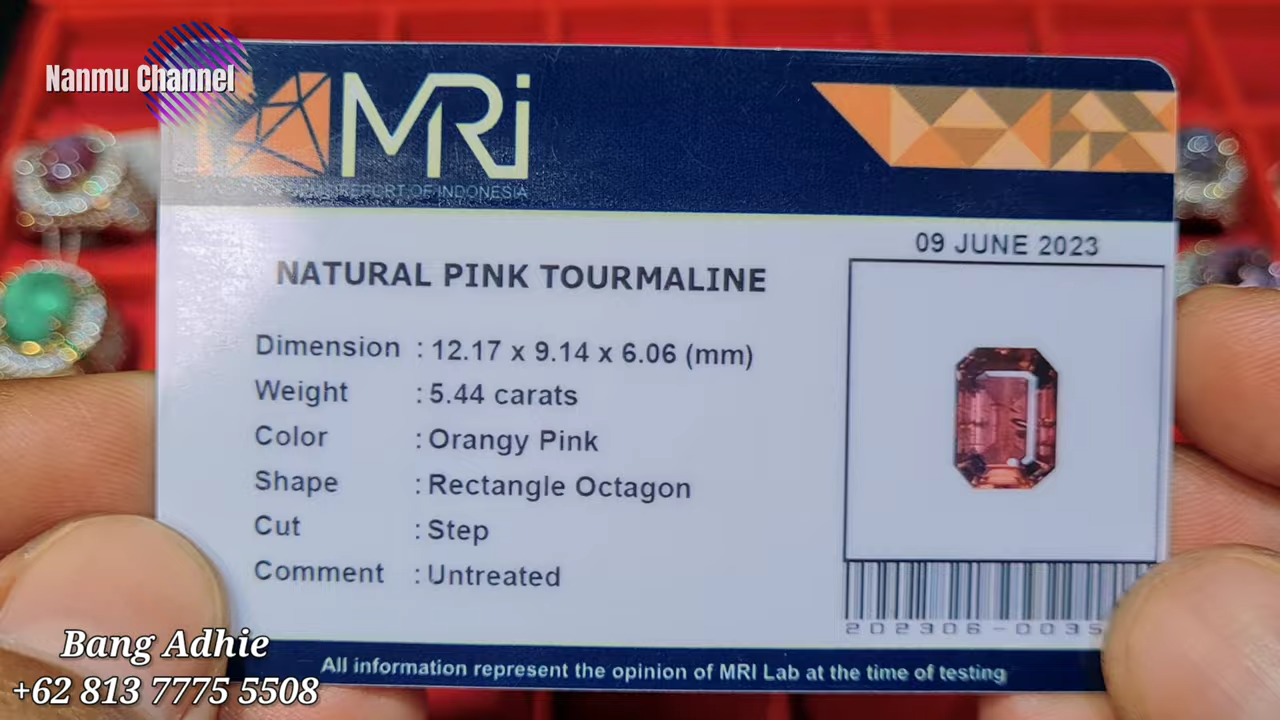 Nanmu Channel
MRi
REPORT OF INDONESIA
09 JUNE 2023
NATURAL PINK TOURMALINE
Dimension : 12.17 x 9.14 x 6.06 (mm)
Weight : 5.44 carats
Color : Orangy Pink
Shape : Rectangle Octagon
Cut : Step
Comment : Untreated
202306-0035
All information represent the opinion of MRI Lab at the time of testing
Bang Adhie
+62 813 7775 5508